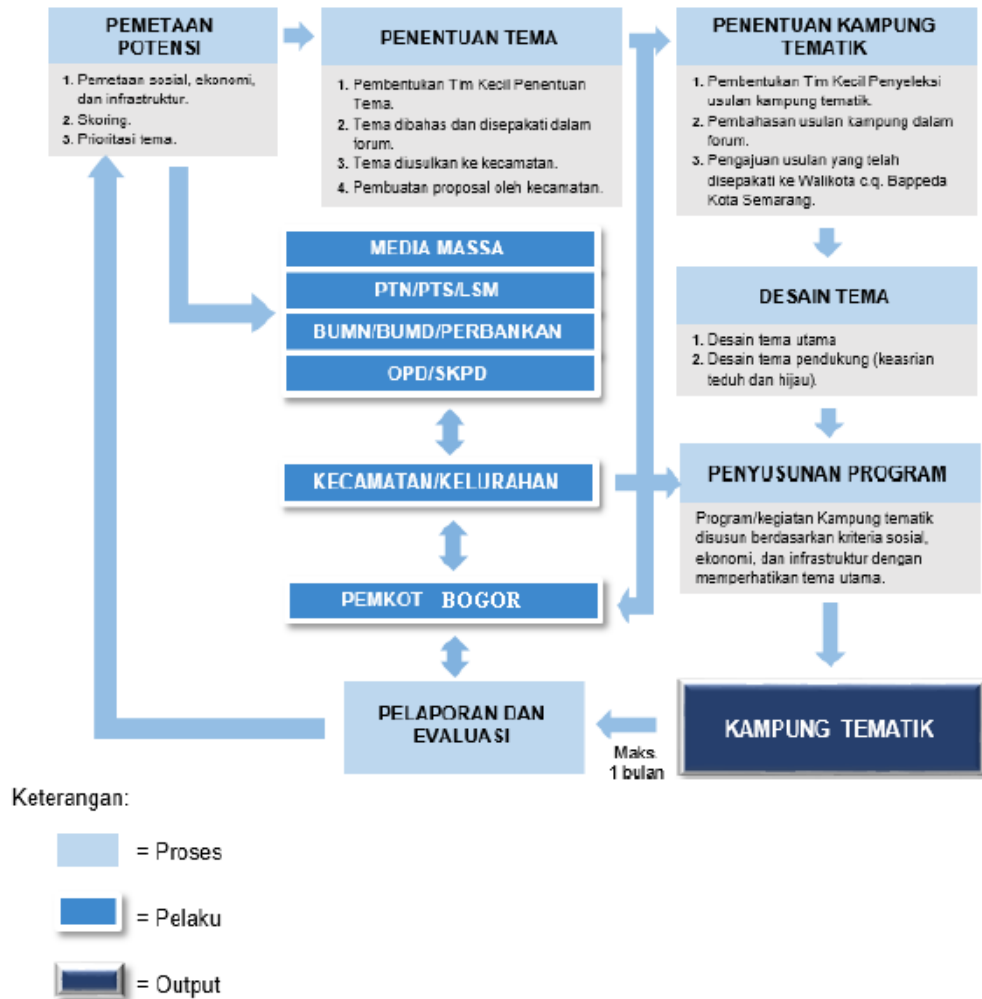 PEMETAAN
POTENSI
1. Pemetaan sosial, ekonomi,
dan infrastruktur.
2. Skoring.
3. Prioritasi tema.
PENENTUAN TEMA
1. Pembentukan Tim Kecil Penentuan
Tema.
2. Tema dibahas dan disepakati dalam
forum.
3. Tema diusulkan ke kecamatan.
4. Pembuatan proposal oleh kecamatan.
PENENTUAN KAMPUNG
TEMATIK
1. Pembentukan Tim Kecil Penyeleksi
usulan kampung tematik.
2. Pembahasan usulan kampung dalam
forum.
3. Pengajuan usulan yang telah
disepakati ke Walikota c.q. Bappeda
Kota Semarang.
MEDIA MASSA
PTN/PTS/LSM
BUMN/BUMD/PERBANKAN
OPD/SKPD
DESAIN TEMA
1. Desain tema utama
2. Desain tema pendukung (keasrian
teduh dan hijau).
KECAMATAN/KELURAHAN
PENYUSUNAN PROGRAM
Program/kegiatan Kampung tematik
disusun berdasarkan kriteria sosial,
ekonomi, dan infrastruktur dengan
memperhatikan tema utama.
PEMKOT BOGOR
PELAPORAN DAN
EVALUASI
Maks.
1 bulan
KAMPUNG TEMATIK
Keterangan:
= Proses
= Pelaku
= Output